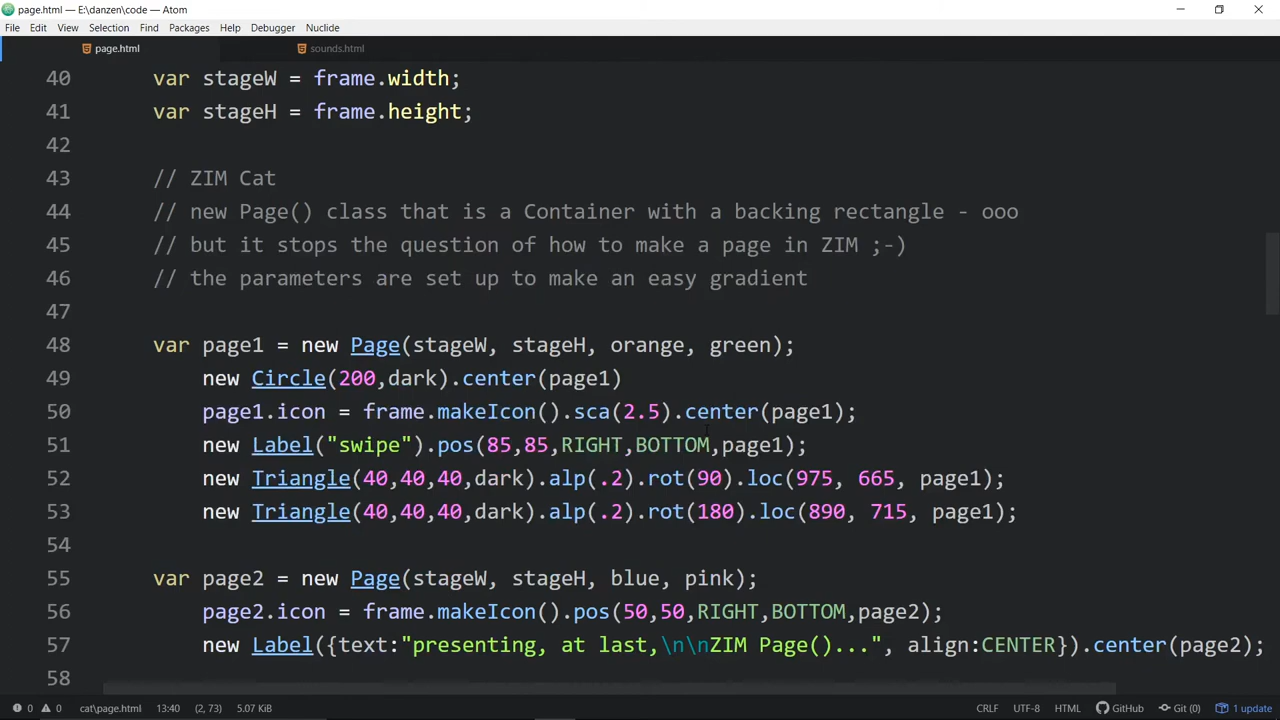 page.html — E:\danzen\code — Atom
File Edit View Selection Find Packages Help Debugger Nuclide
page.html sounds.html
40 var stageW = frame.width;
41 var stageH = frame.height;
42
43 // ZIM Cat
44 // new Page() class that is a Container with a backing rectangle - ooo
45 // but it stops the question of how to make a page in ZIM ;-)
46 // the parameters are set up to make an easy gradient
47
48 var page1 = new Page(stageW, stageH, orange, green);
49 new Circle(200,dark).center(page1)
50 page1.icon = frame.makeIcon().sca(2.5).center(page1);
51 new Label("swipe").pos(85,85,RIGHT,BOTTOM,page1);
52 new Triangle(40,40,40,dark).alp(.2).rot(90).loc(975, 665, page1);
53 new Triangle(40,40,40,dark).alp(.2).rot(180).loc(890, 715, page1);
54
55 var page2 = new Page(stageW, stageH, blue, pink);
56 page2.icon = frame.makeIcon().pos(50,50,RIGHT,BOTTOM,page2);
57 new Label({text:"presenting, at last,\n\nZIM Page()...", align:CENTER}).center(page2);
58
0 0 cat\page.html 13:40 (2, 73) 5.07 KiB CRLF UTF-8 HTML GitHub Git (0) 1 update